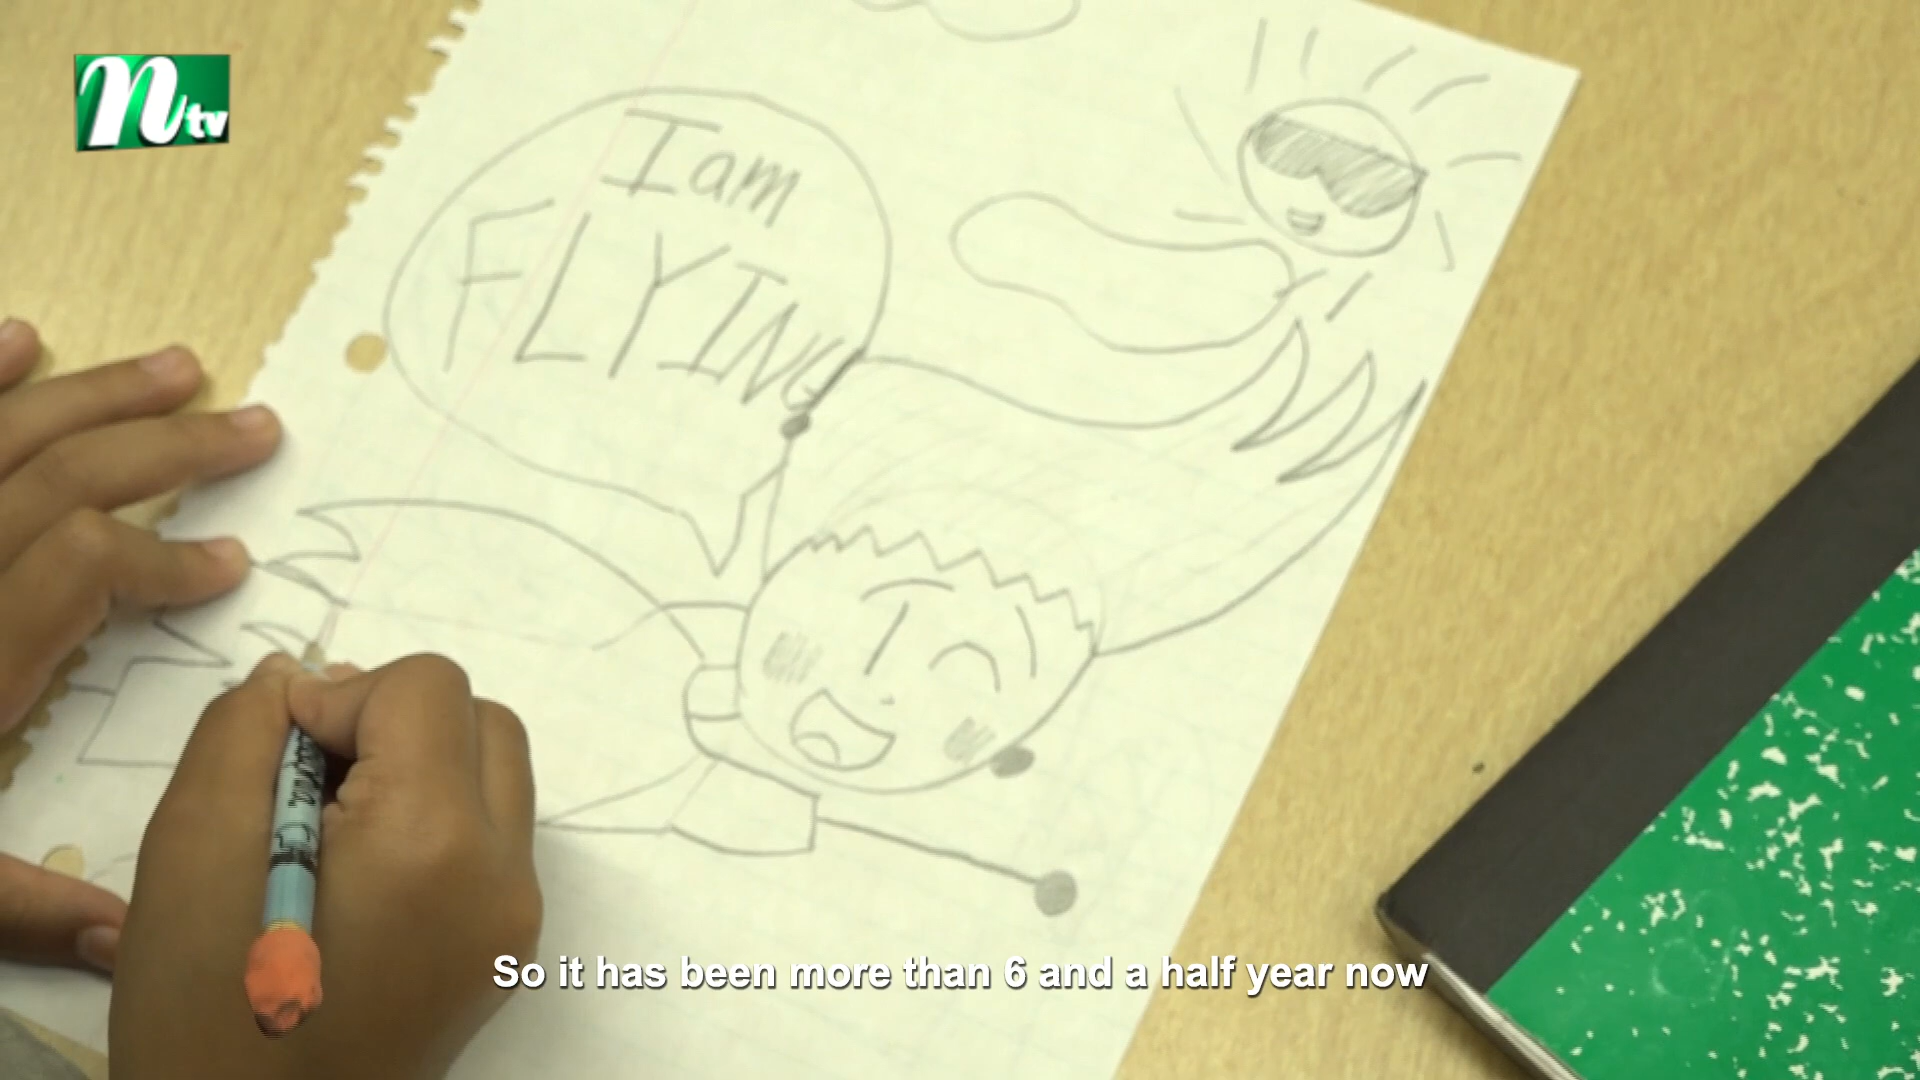 ntv
I am
FLYING
So it has been more than 6 and a half year now